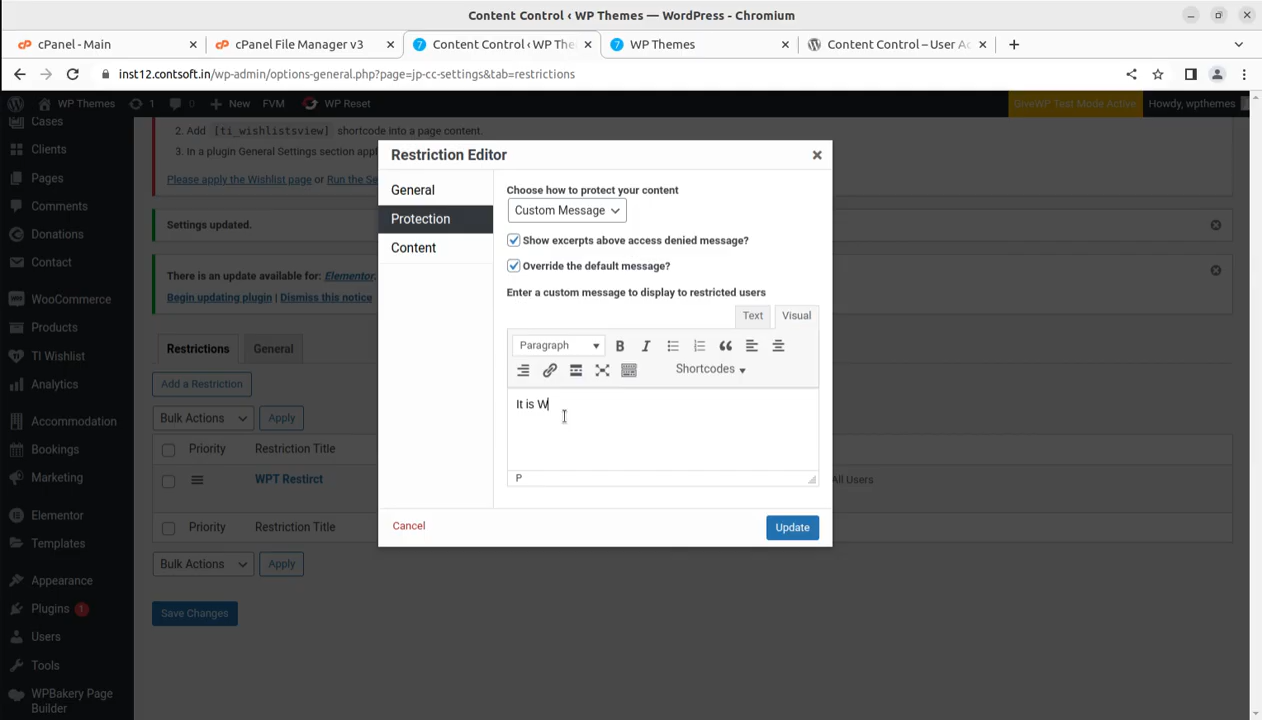 Content Control ‹ WP Themes — WordPress - Chromium
cPanel - Main
cPanel File Manager v3
Content Control ‹ WP The
WP Themes
Content Control – User Ac
inst12.contsoft.in/wp-admin/options-general.php?page=jp-cc-settings&tab=restrictions
WP Themes
1
0
New
FVM
WP Reset
GiveWP Test Mode Active
Howdy, wpthemes
Cases
Clients
Pages
Comments
Donations
Contact
WooCommerce
Products
TI Wishlist
Analytics
Accommodation
Bookings
Marketing
Elementor
Templates
Appearance
Plugins 1
Users
Tools
WPBakery Page
Builder
2. Add [ti_wishlistsview] shortcode into a page content.
3. In a plugin General Settings section app
Please apply the Wishlist page or Run the Se
Settings updated.
There is an update available for: Elementor.
Begin updating plugin | Dismiss this notice
Restrictions
General
Add a Restriction
Bulk Actions
Apply
Priority
Restriction Title
WPT Restirct
All Users
Priority
Restriction Title
Bulk Actions
Apply
Save Changes
Restriction Editor
General
Protection
Content
Choose how to protect your content
Custom Message
Show excerpts above access denied message?
Override the default message?
Enter a custom message to display to restricted users
Text
Visual
Paragraph
B
I
Shortcodes
It is W
P
Cancel
Update